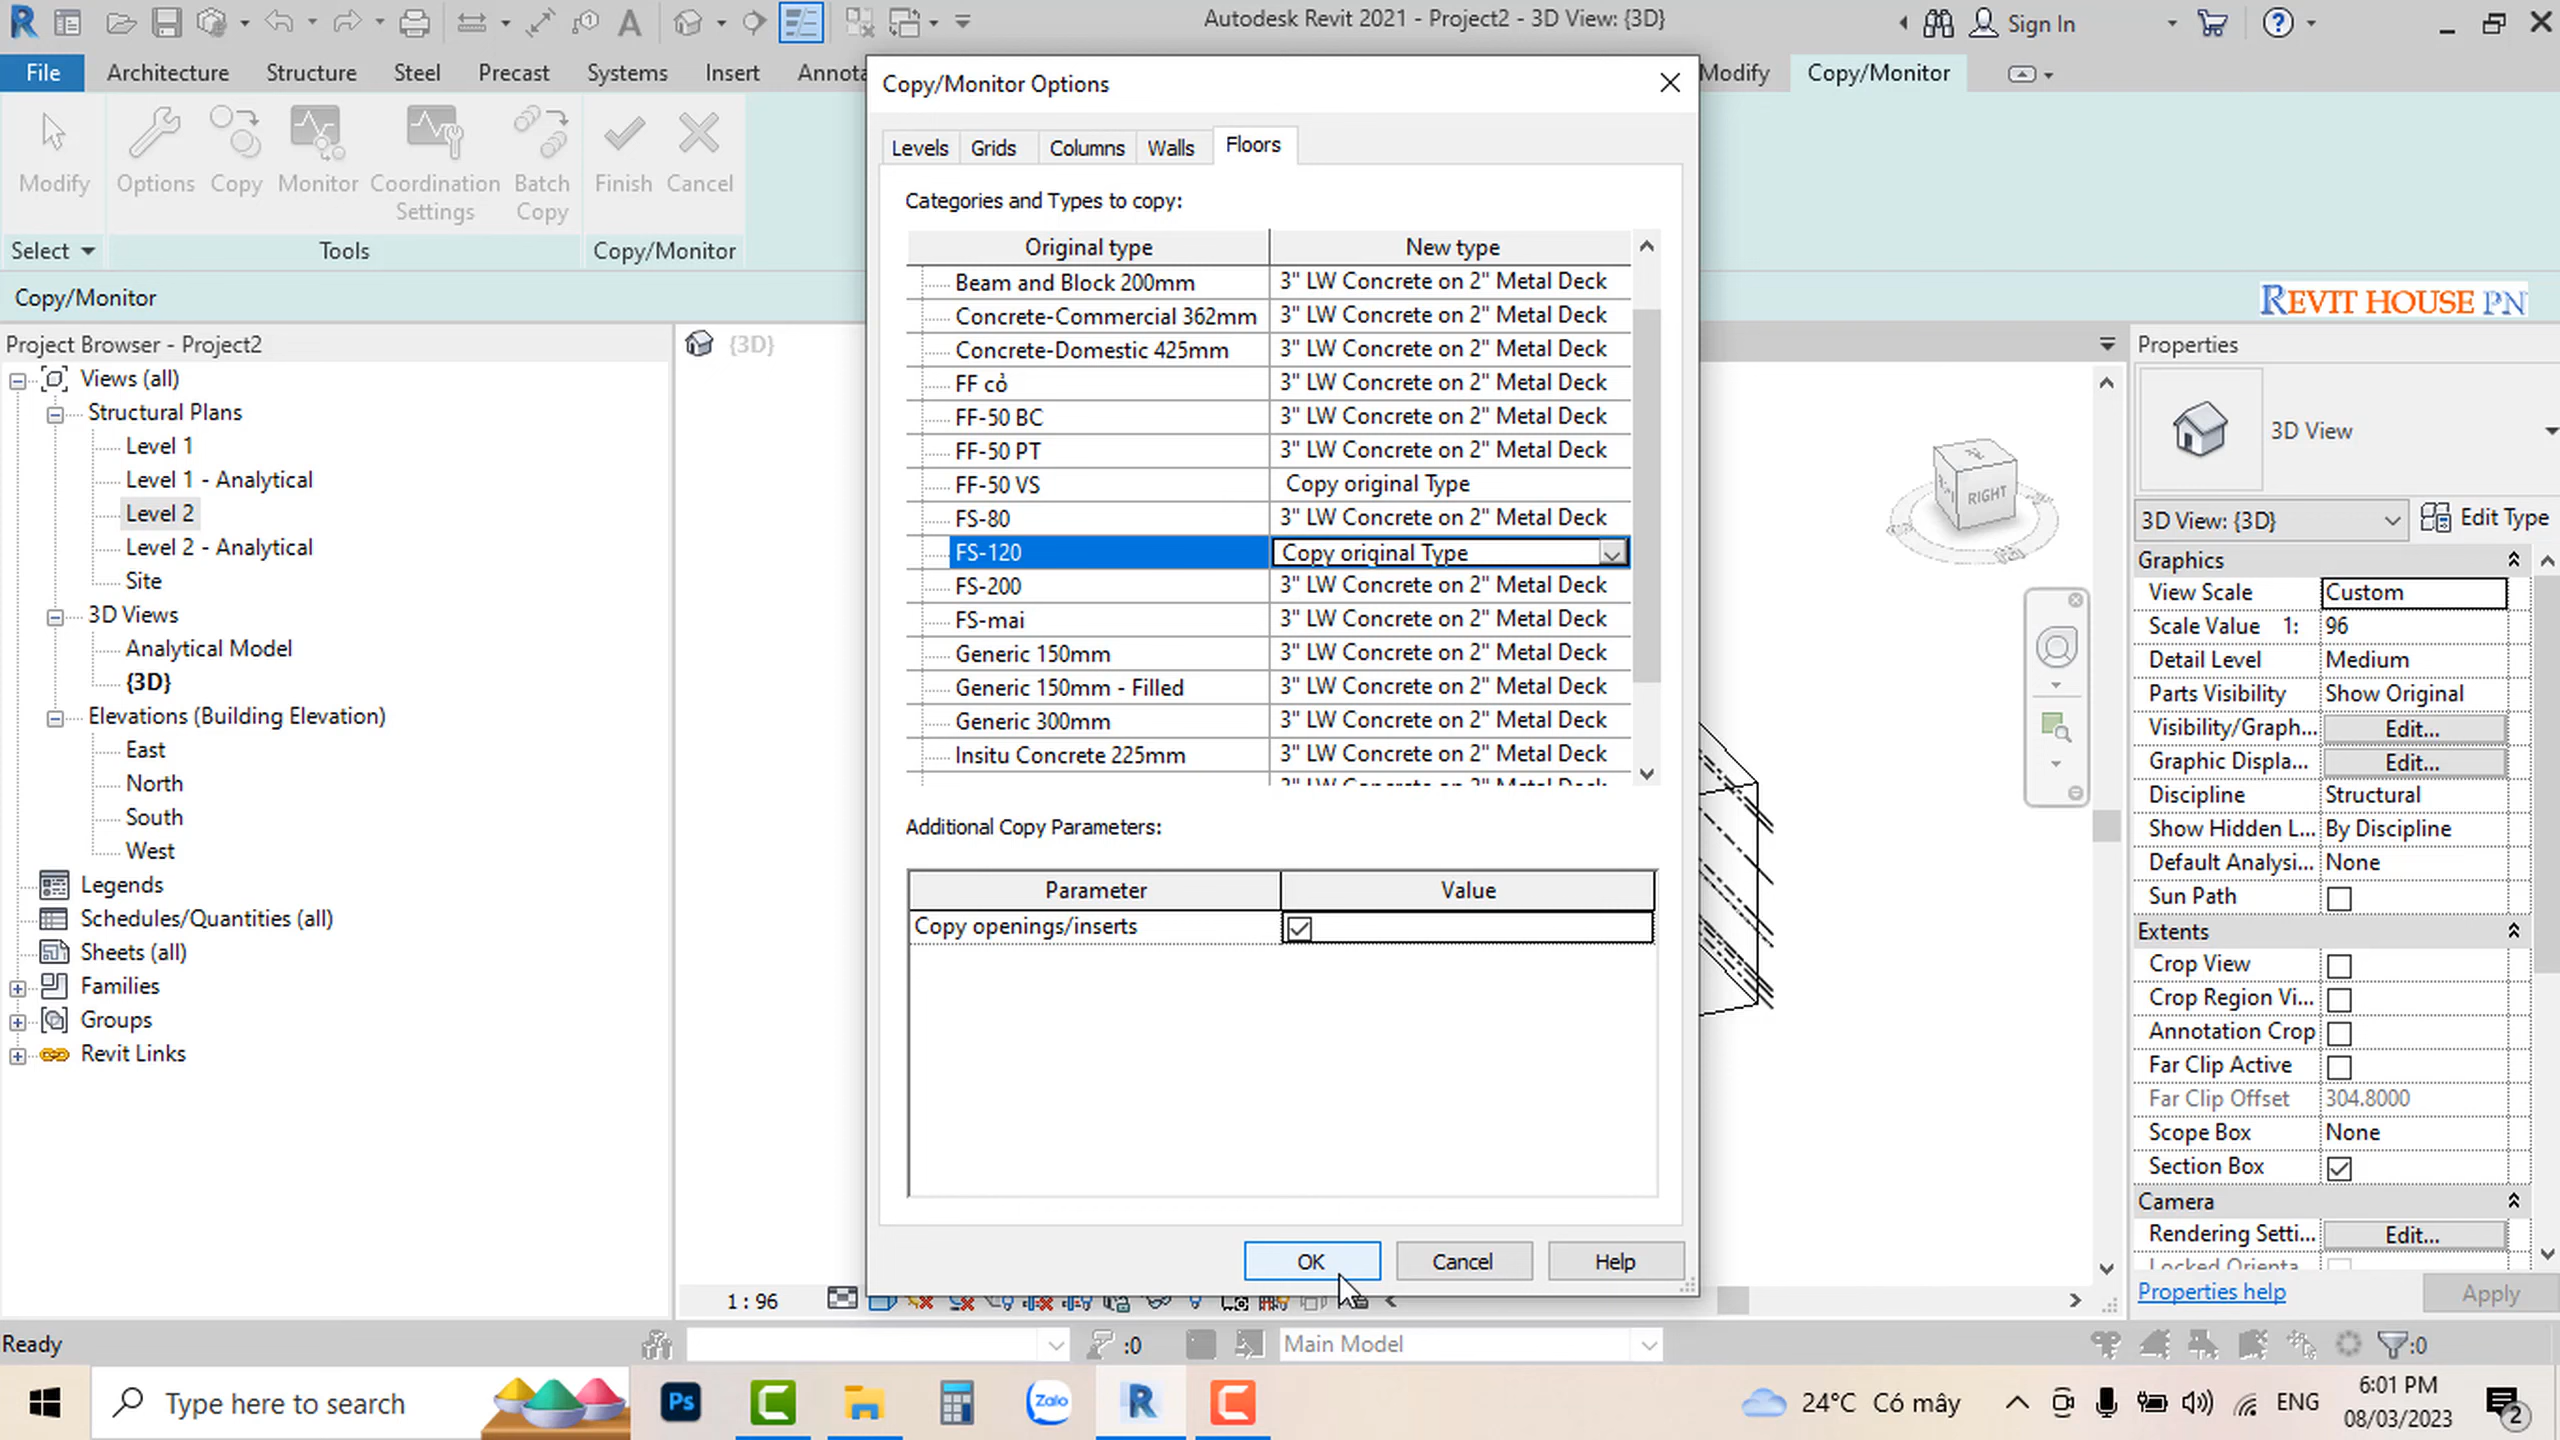 Autodesk Revit 2021 - Project2 - 3D View: {3D}
Sign In
File Architecture Structure Steel Precast Systems Insert Modify Copy/Monitor
Modify
Options
Copy
Monitor
Coordination Settings
Batch Copy
Finish
Cancel
Select
Tools
Copy/Monitor
Copy/Monitor
REVIT HOUSE PN
Project Browser - Project2
Views (all)
Structural Plans
Level 1
Level 1 - Analytical
Level 2
Level 2 - Analytical
Site
3D Views
Analytical Model
{3D}
Elevations (Building Elevation)
East
North
South
West
Legends
Schedules/Quantities (all)
Sheets (all)
Families
Groups
Revit Links
{3D}
Copy/Monitor Options
Levels Grids Columns Walls Floors
Categories and Types to copy:
Original type New type
Beam and Block 200mm 3" LW Concrete on 2" Metal Deck
Concrete-Commercial 362mm 3" LW Concrete on 2" Metal Deck
Concrete-Domestic 425mm 3" LW Concrete on 2" Metal Deck
FF cỏ 3" LW Concrete on 2" Metal Deck
FF-50 BC 3" LW Concrete on 2" Metal Deck
FF-50 PT 3" LW Concrete on 2" Metal Deck
FF-50 VS Copy original Type
FS-80 3" LW Concrete on 2" Metal Deck
FS-120 Copy original Type
FS-200 3" LW Concrete on 2" Metal Deck
FS-mai 3" LW Concrete on 2" Metal Deck
Generic 150mm 3" LW Concrete on 2" Metal Deck
Generic 150mm - Filled 3" LW Concrete on 2" Metal Deck
Generic 300mm 3" LW Concrete on 2" Metal Deck
Insitu Concrete 225mm 3" LW Concrete on 2" Metal Deck
Additional Copy Parameters:
Parameter Value
Copy openings/inserts
OK Cancel Help
RIGHT
Properties
3D View
3D View: {3D} Edit Type
Graphics
View Scale Custom
Scale Value 1: 96
Detail Level Medium
Parts Visibility Show Original
Visibility/Graph... Edit...
Graphic Displa... Edit...
Discipline Structural
Show Hidden L... By Discipline
Default Analysi... None
Sun Path
Extents
Crop View
Crop Region Vi...
Annotation Crop
Far Clip Active
Far Clip Offset 304.8000
Scope Box None
Section Box
Camera
Rendering Setti... Edit...
Properties help Apply
1 : 96
Ready
:0
Main Model
:0
Type here to search
Ps
Zalo
24°C Có mây
ENG
6:01 PM
08/03/2023
2